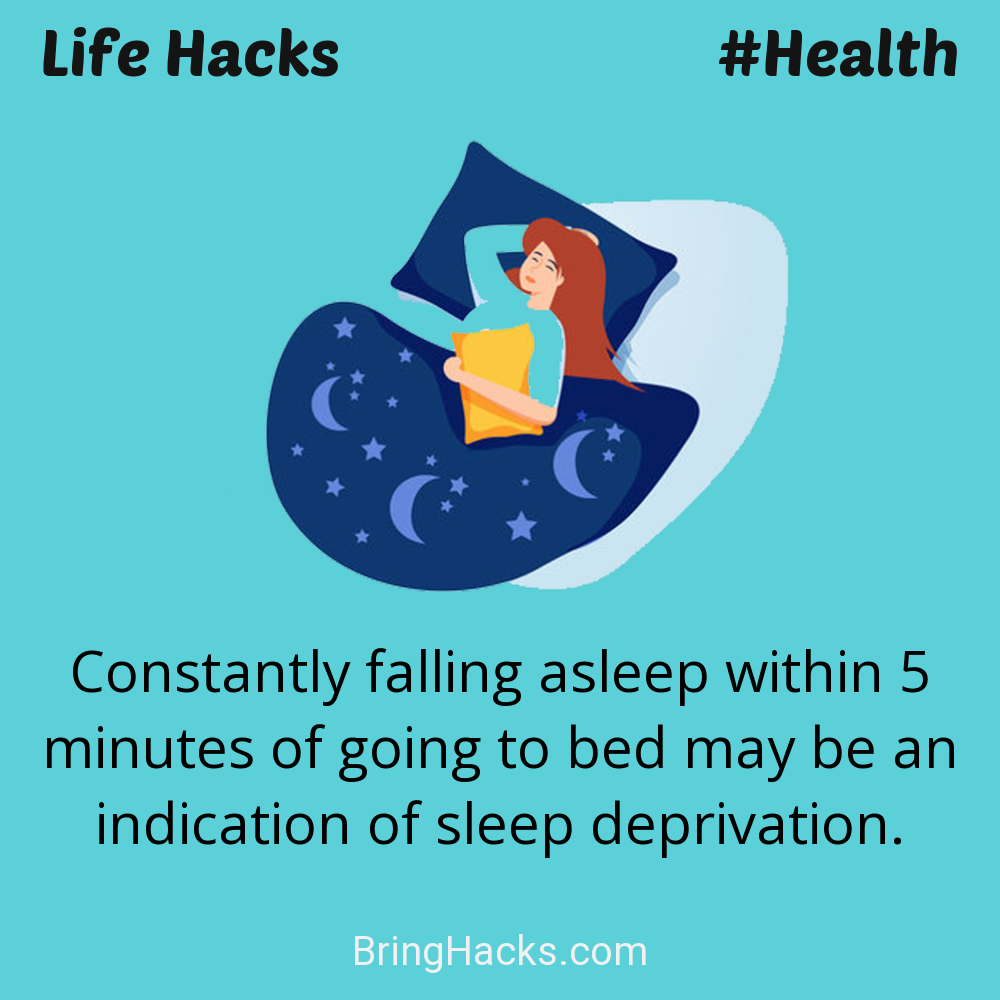 Life Hacks
#Health
Constantly falling asleep within 5
minutes of going to bed may be an
indication of sleep deprivation.
BringHacks.com